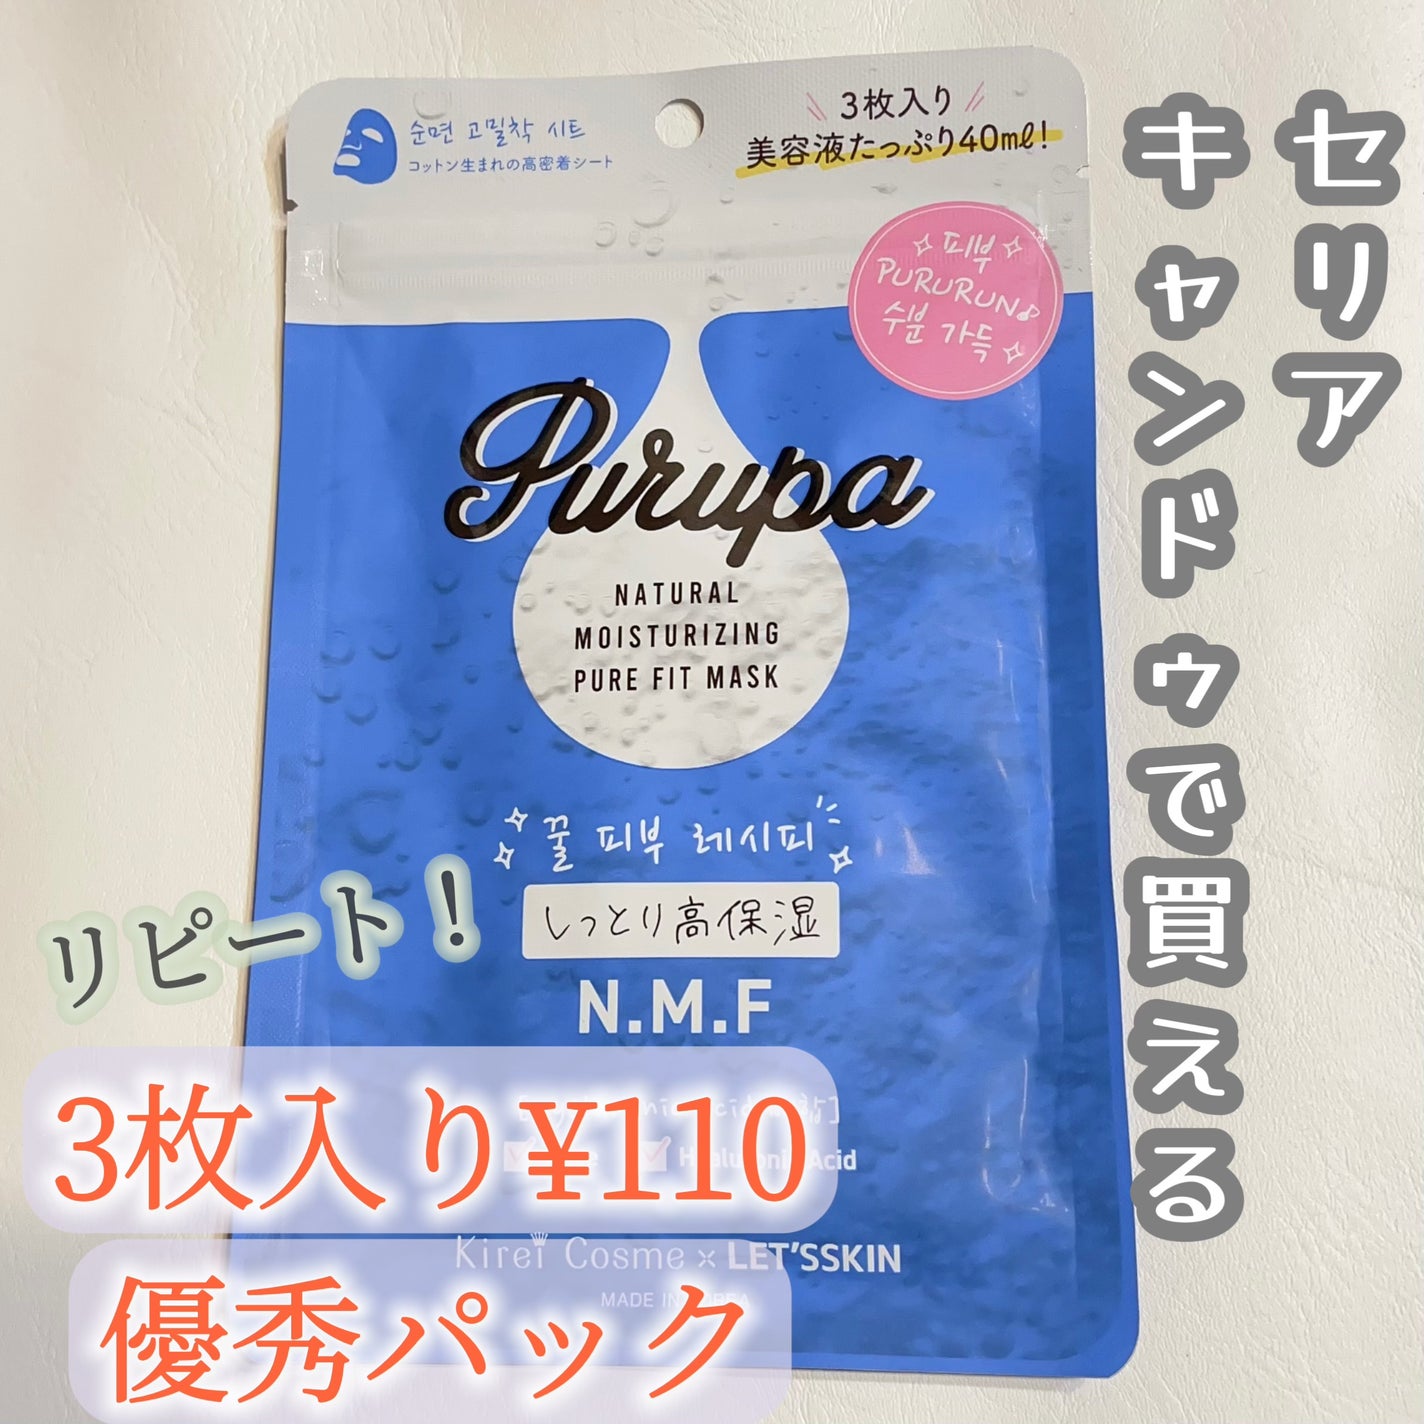 セリア
キャンドゥで買える
순면 고밀착 시트
コットン生まれの高密着シート
3枚入り
美容液たっぷり40mℓ!
피부
PURURUN♪
수분 가득
Purupa
NATURAL
MOISTURIZING
PURE FIT MASK
꿀 피부 레시피
しっとり高保湿
N.M.F
リピート!
3枚入り¥110
Acid
Kirei Cosme × LET'SSKIN
MADE IN
優秀パック